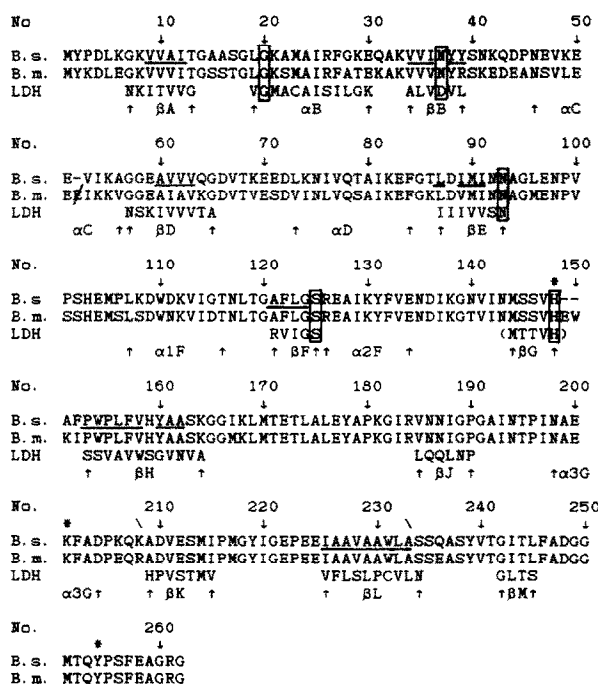 No 10 20 30 40 50
↓ ↓ ↓ ↓ ↓
B.s. MYPDLKGKVVAITGAASGLGKAMAIRFGKEQAKVVINYYSNKQDPNEVKE
B.m. MYKDLEGKVVVITGSSTGLGKSMAIRFATEKAKVVVNYRSKEDEANSVLE
LDH NKITVVG VGMACAISILGK ALVDVL
↑ βA ↑ ↑ αB ↑ ↑ βB ↑ ↑ αC
No 60 70 80 90 100
↓ ↓ ↓ ↓ ↓
B.s. E-VIKAGGEAVVVQGDVTKEEDLKNIVQTAIKEFGTLDIMINNAGLENPV
B.m. EEIKKVGGEAIAVKGDVTVESDVINLVQSAIKEFGKLDVMINNAGMENPV
LDH NSKIVVVTA IIIVVSN
αC ↑ ↑ βD ↑ ↑ αD ↑ ↑ βE ↑
No. 110 120 130 140 * 150
↓ ↓ ↓ ↓ ↓
B.s PSHEMPLKDWDKVIGTNLTGAFLGSREAIKYFVENDIKGNVINMSSVH--
B.m. SSHEMSLSDWNKVIDTNLTGAFLGSREAIKYFVENDIKGTVINMSSVHEW
LDH RVIGS (MTTVH)
↑ α1F ↑ ↑ βF ↑ ↑ α2F ↑ ↑ βG ↑
No. 160 170 180 190 200
↓ ↓ ↓ ↓ ↓
B.s. AFPWPLFVHYAASKGGIKLMTETLALEYAPKGIRVNNIGPGAINTPINAE
B.m. KIPWPLFVHYAASKGGMKLMTETLALEYAPKGIRVNNIGPGAINTPINAE
LDH SSVAVWSGVNVA LQQLNP
↑ βH ↑ ↑ βJ ↑ ↑ α3G
No. * \ 210 220 230 \ 240 250
↓ ↓ ↓ ↓ ↓
B.s. KFADPKQKADVESMIPMGYIGEPEEIAAVAAWLASSQASYVTGITLFADGG
B.m. KFADPEQRADVESMIPMGYIGEPEEIAAVAAWLASSEASYVTGITLFADGG
LDH HPVSTMV VFLSLPCVLN GLTS
α3G ↑ ↑ βK ↑ ↑ βL ↑ ↑ βM ↑
No. * 260
↓
B.s. MTQYPSFEAGRG
B.m. MTQYPSFEAGRG